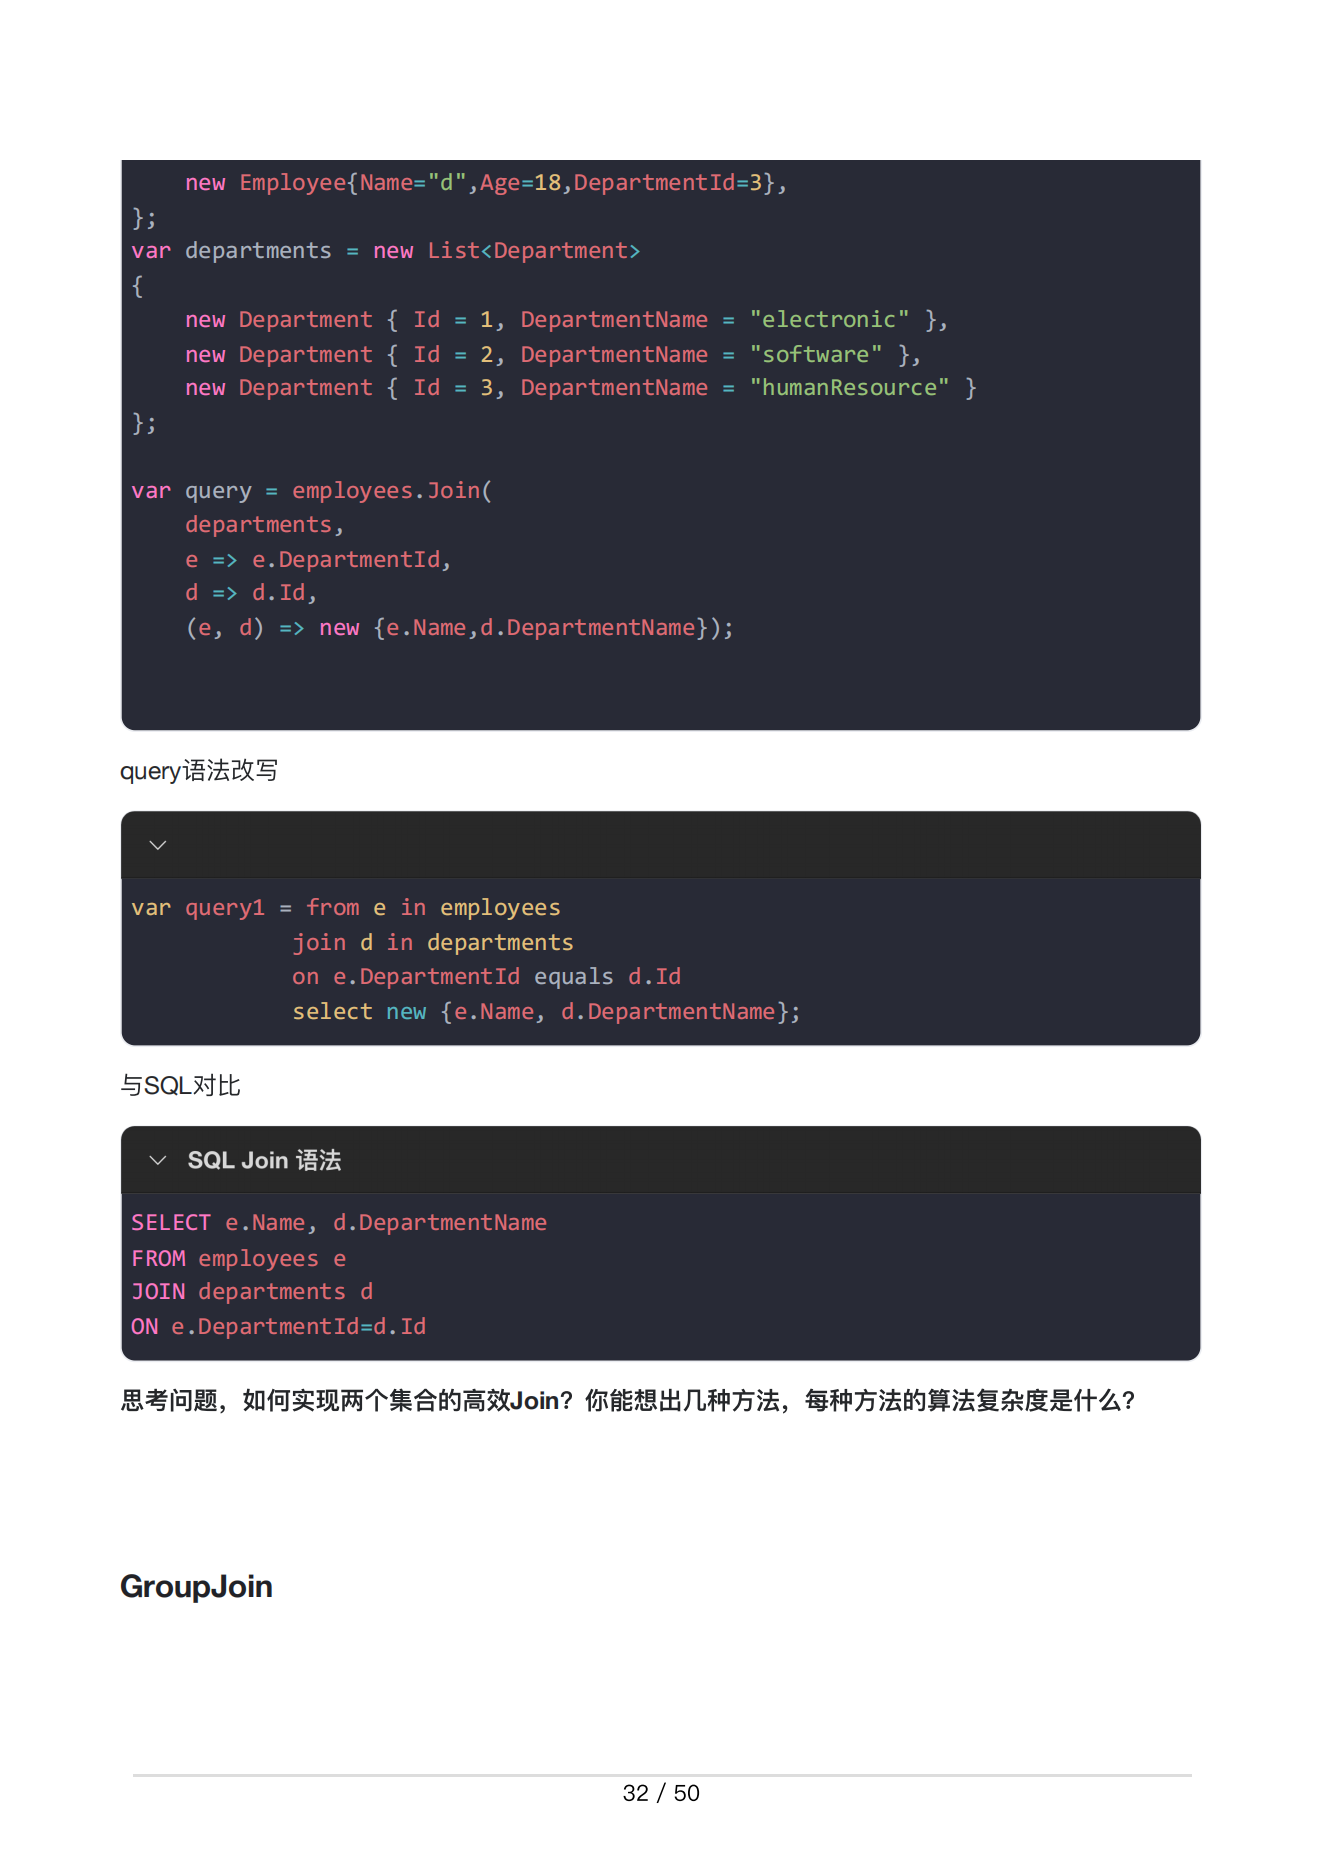 new Employee{Name="d",Age=18,DepartmentId=3},
};
var departments = new List<Department>
{
    new Department { Id = 1, DepartmentName = "electronic" },
    new Department { Id = 2, DepartmentName = "software" },
    new Department { Id = 3, DepartmentName = "humanResource" }
};
var query = employees.Join(
    departments,
    e => e.DepartmentId,
    d => d.Id,
    (e, d) => new {e.Name,d.DepartmentName});
query语法改写
var query1 = from e in employees
            join d in departments
            on e.DepartmentId equals d.Id
            select new {e.Name, d.DepartmentName};
与SQL对比
SQL Join 语法
SELECT e.Name, d.DepartmentName
FROM employees e
JOIN departments d
ON e.DepartmentId=d.Id
思考问题，如何实现两个集合的高效Join？你能想出几种方法，每种方法的算法复杂度是什么？
GroupJoin
32 / 50